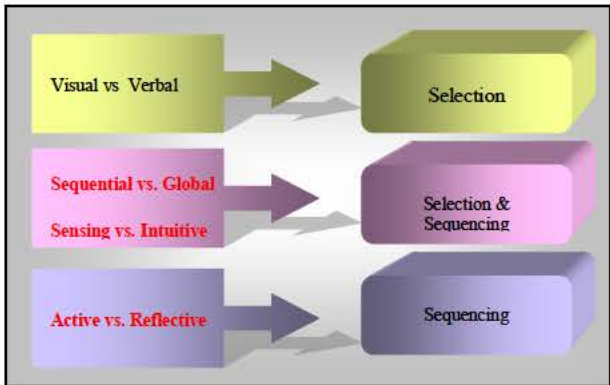 Visual vs Verbal
Selection
Sequential vs. Global
Sensing vs. Intuitive
Selection &
Sequencing
Active vs. Reflective
Sequencing